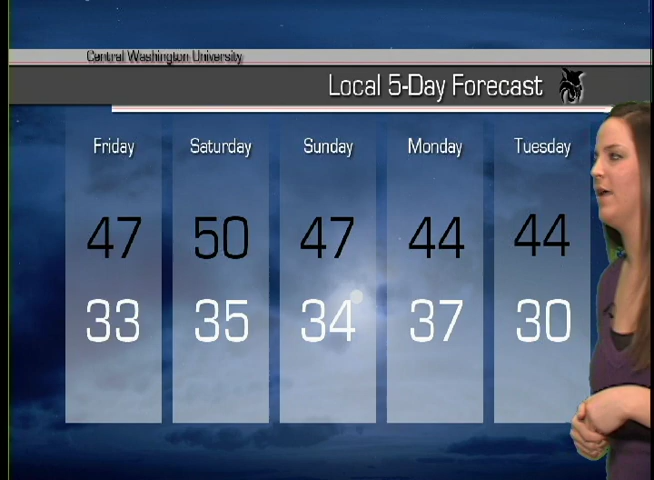 Central Washington University
Local 5-Day Forecast
Friday Saturday Sunday Monday Tuesday
47 50 47 44 44
33 35 34 37 30